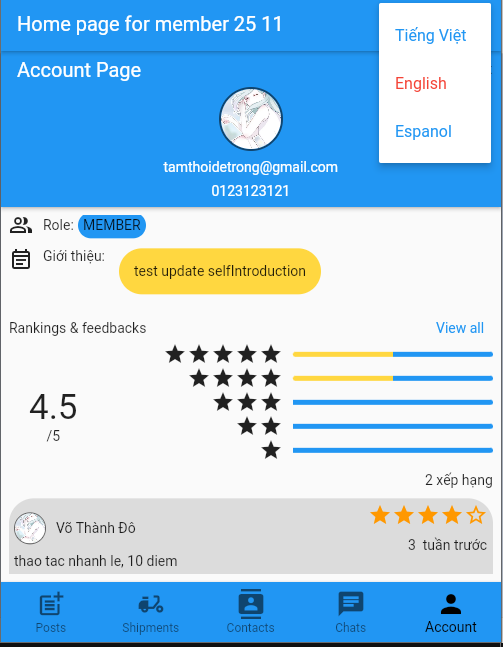 Home page for member 25 11
Tiếng Việt
English
Espanol
Account Page
tamthoidetrong@gmail.com
0123123121
Role: MEMBER
Giới thiệu:
test update selfIntroduction
Rankings & feedbacks
View all
4.5
/5
2 xếp hạng
Võ Thành Đô
3 tuần trước
thao tac nhanh le, 10 diem
Posts
Shipments
Contacts
Chats
Account